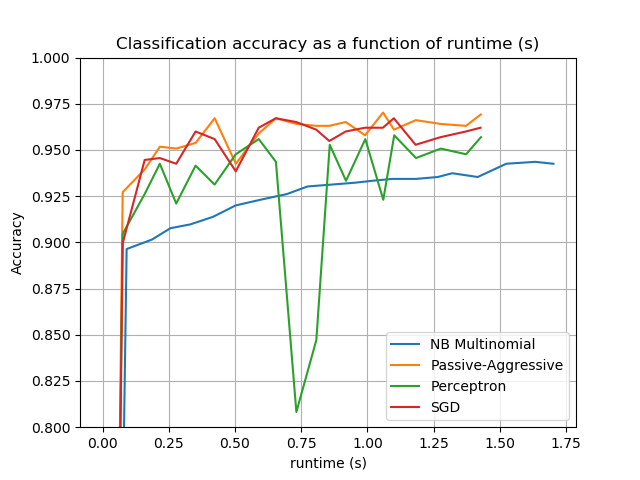 Classification accuracy as a function of runtime (s)
1.000
0.975
0.950
0.925
0.900
0.875
0.850
0.825
0.800
Accuracy
NB Multinomial
Passive-Aggressive
Perceptron
SGD
0.00 0.25 0.50 0.75 1.00 1.25 1.50 1.75
runtime (s)